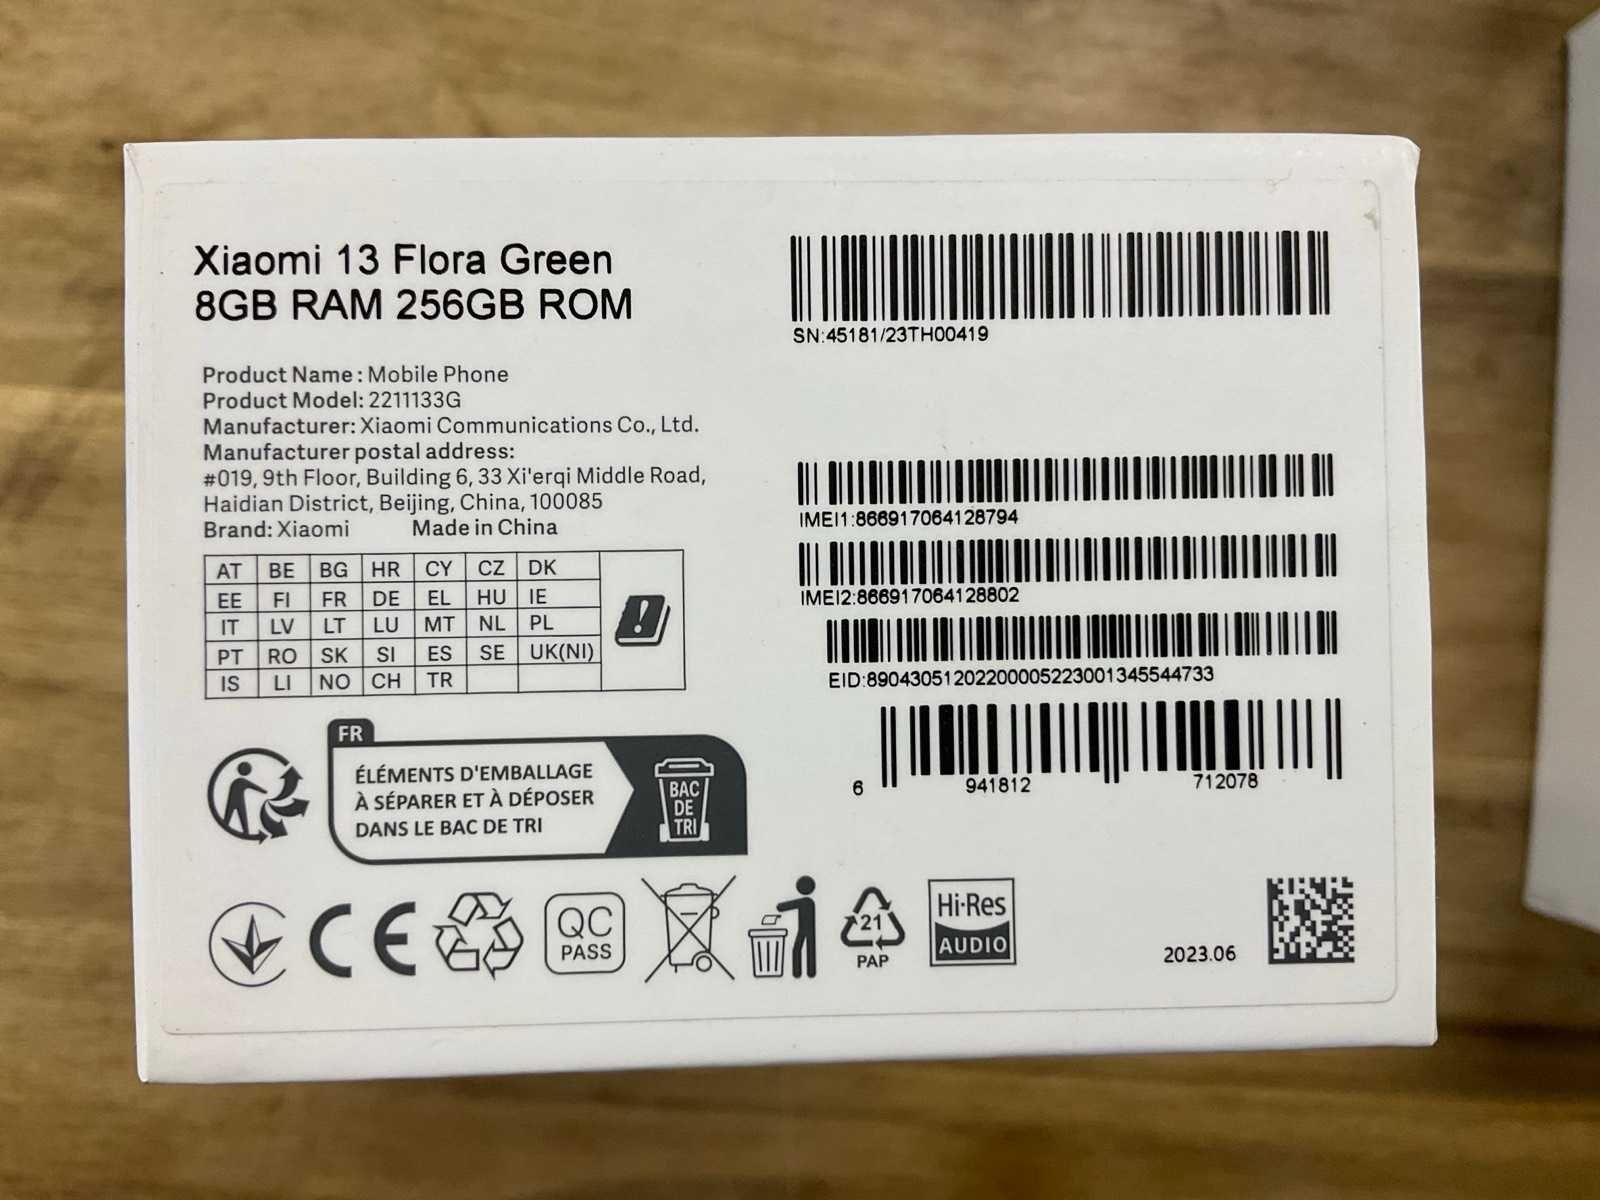 Xiaomi 13 Flora Green
8GB RAM 256GB ROM
Product Name : Mobile Phone
Product Model: 2211133G
Manufacturer: Xiaomi Communications Co., Ltd.
Manufacturer postal address:
#019, 9th Floor, Building 6, 33 Xi'erqi Middle Road,
Haidian District, Beijing, China, 100085
Brand: Xiaomi Made in China
AT BE BG HR CY CZ DK
EE FI FR DE EL HU IE
IT LV LT LU MT NL PL
PT RO SK SI ES SE UK(NI)
IS LI NO CH TR
SN:45181/23TH00419
IMEI1:866917064128794
IMEI2:866917064128802
EID:89043051202200005223001345544733
6 941812 712078
FR
ÉLÉMENTS D'EMBALLAGE
À SÉPARER ET À DÉPOSER
DANS LE BAC DE TRI
BAC
DE
TRI
CE
QC
PASS
21
PAP
Hi-Res
AUDIO
2023.06